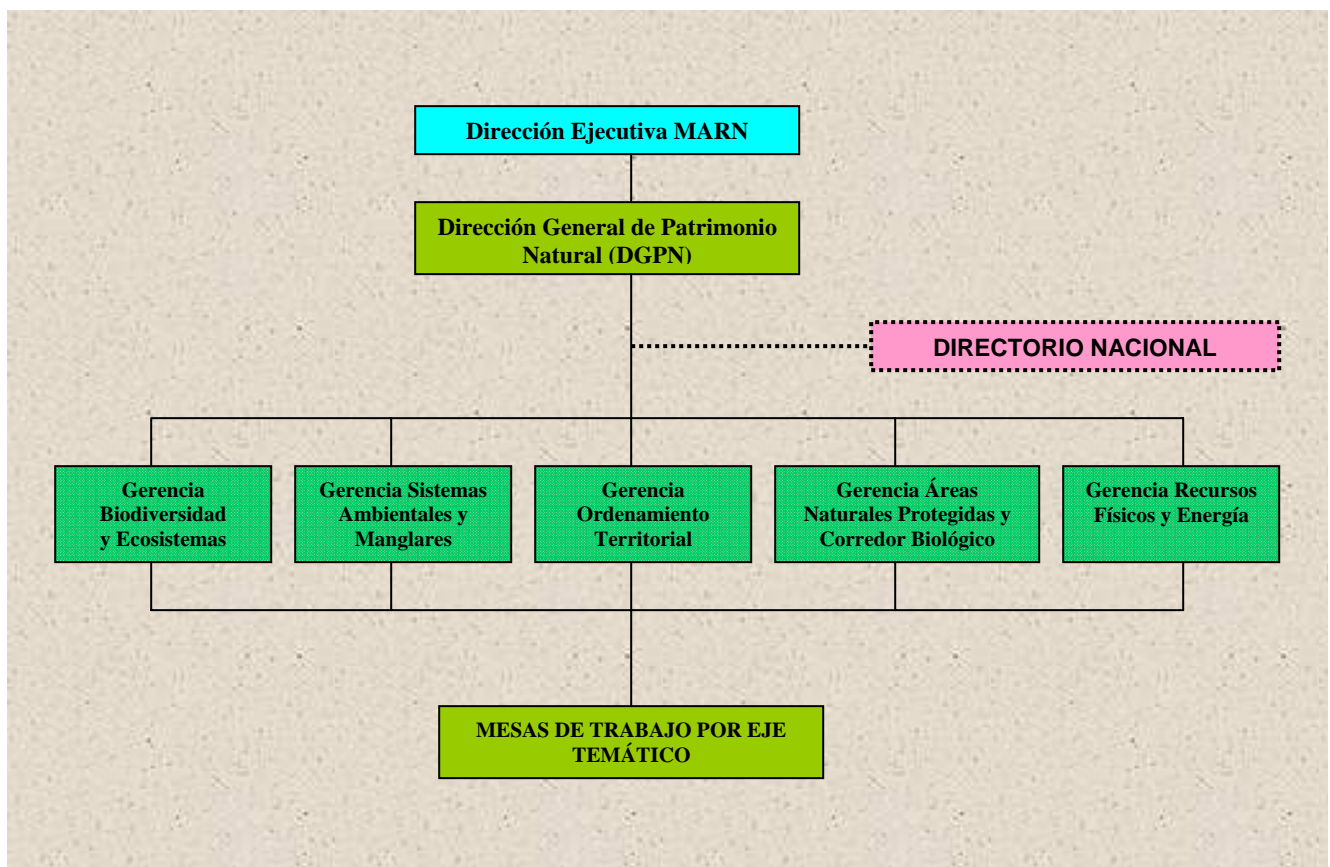 Dirección Ejecutiva MARN
Dirección General de Patrimonio
Natural (DGPN)
DIRECTORIO NACIONAL
Gerencia
Biodiversidad
y Ecosistemas
Gerencia Sistemas
Ambientales y
Manglares
Gerencia
Ordenamiento
Territorial
Gerencia Áreas
Naturales Protegidas y
Corredor Biológico
Gerencia Recursos
Físicos y Energía
MESAS DE TRABAJO POR EJE
TEMÁTICO